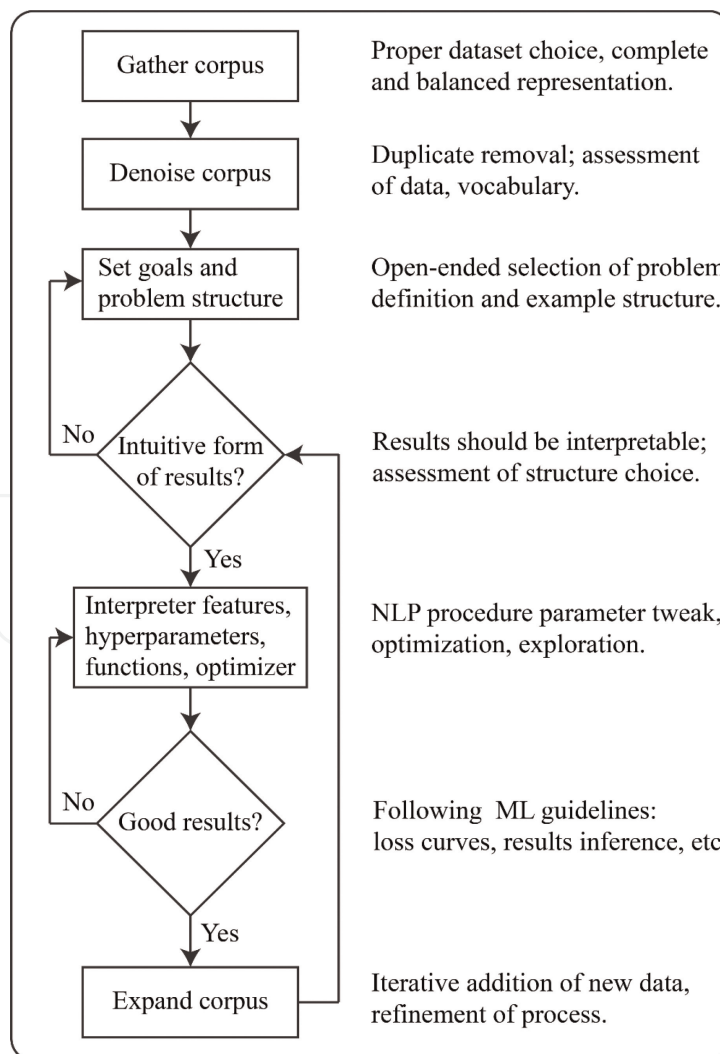 Gather corpus
Proper dataset choice, complete
and balanced representation.
Denoise corpus
Duplicate removal; assessment
of data, vocabulary.
Set goals and
problem structure
Open-ended selection of problem
definition and example structure.
No
Intuitive form
of results?
Results should be interpretable;
assessment of structure choice.
Yes
Interpreter features,
hyperparameters,
functions, optimizer
NLP procedure parameter tweak,
optimization, exploration.
No
Good results?
Following ML guidelines:
loss curves, results inference, etc
Yes
Expand corpus
Iterative addition of new data,
refinement of process.